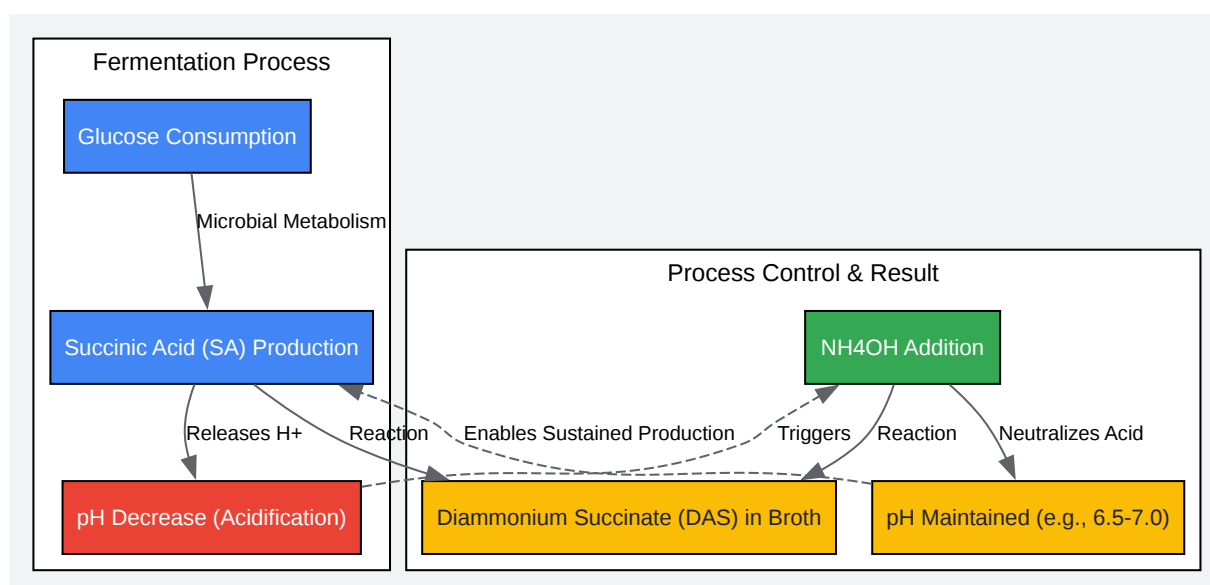 Fermentation Process
Glucose Consumption
Microbial Metabolism
Process Control & Result
Succinic Acid (SA) Production
NH4OH Addition
Releases H+
Reaction
Enables Sustained Production
Triggers
Reaction
Neutralizes Acid
pH Decrease (Acidification)
Diammonium Succinate (DAS) in Broth
pH Maintained (e.g., 6.5-7.0)